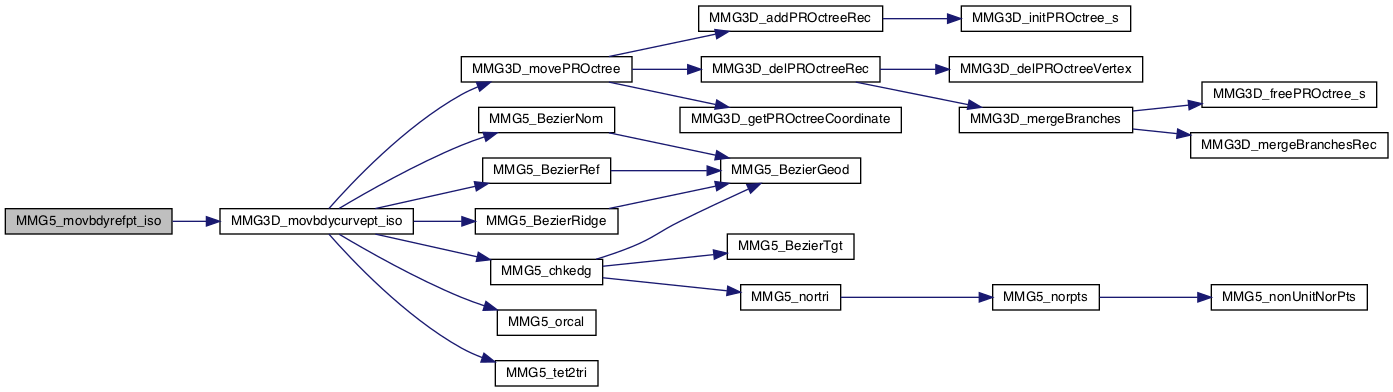 MMG3D_addPROctreeRec
MMG3D_initPROctree_s
MMG3D_movePROctree
MMG3D_delPROctreeRec
MMG3D_delPROctreeVertex
MMG3D_freePROctree_s
MMG5_BezierNom
MMG3D_getPROctreeCoordinate
MMG3D_mergeBranches
MMG3D_mergeBranchesRec
MMG5_BezierRef
MMG5_BezierGeod
MMG5_movbdyrefpt_iso
MMG3D_movbdycurvept_iso
MMG5_BezierRidge
MMG5_BezierTgt
MMG5_chkedg
MMG5_nortri
MMG5_norpts
MMG5_nonUnitNorPts
MMG5_orcal
MMG5_tet2tri